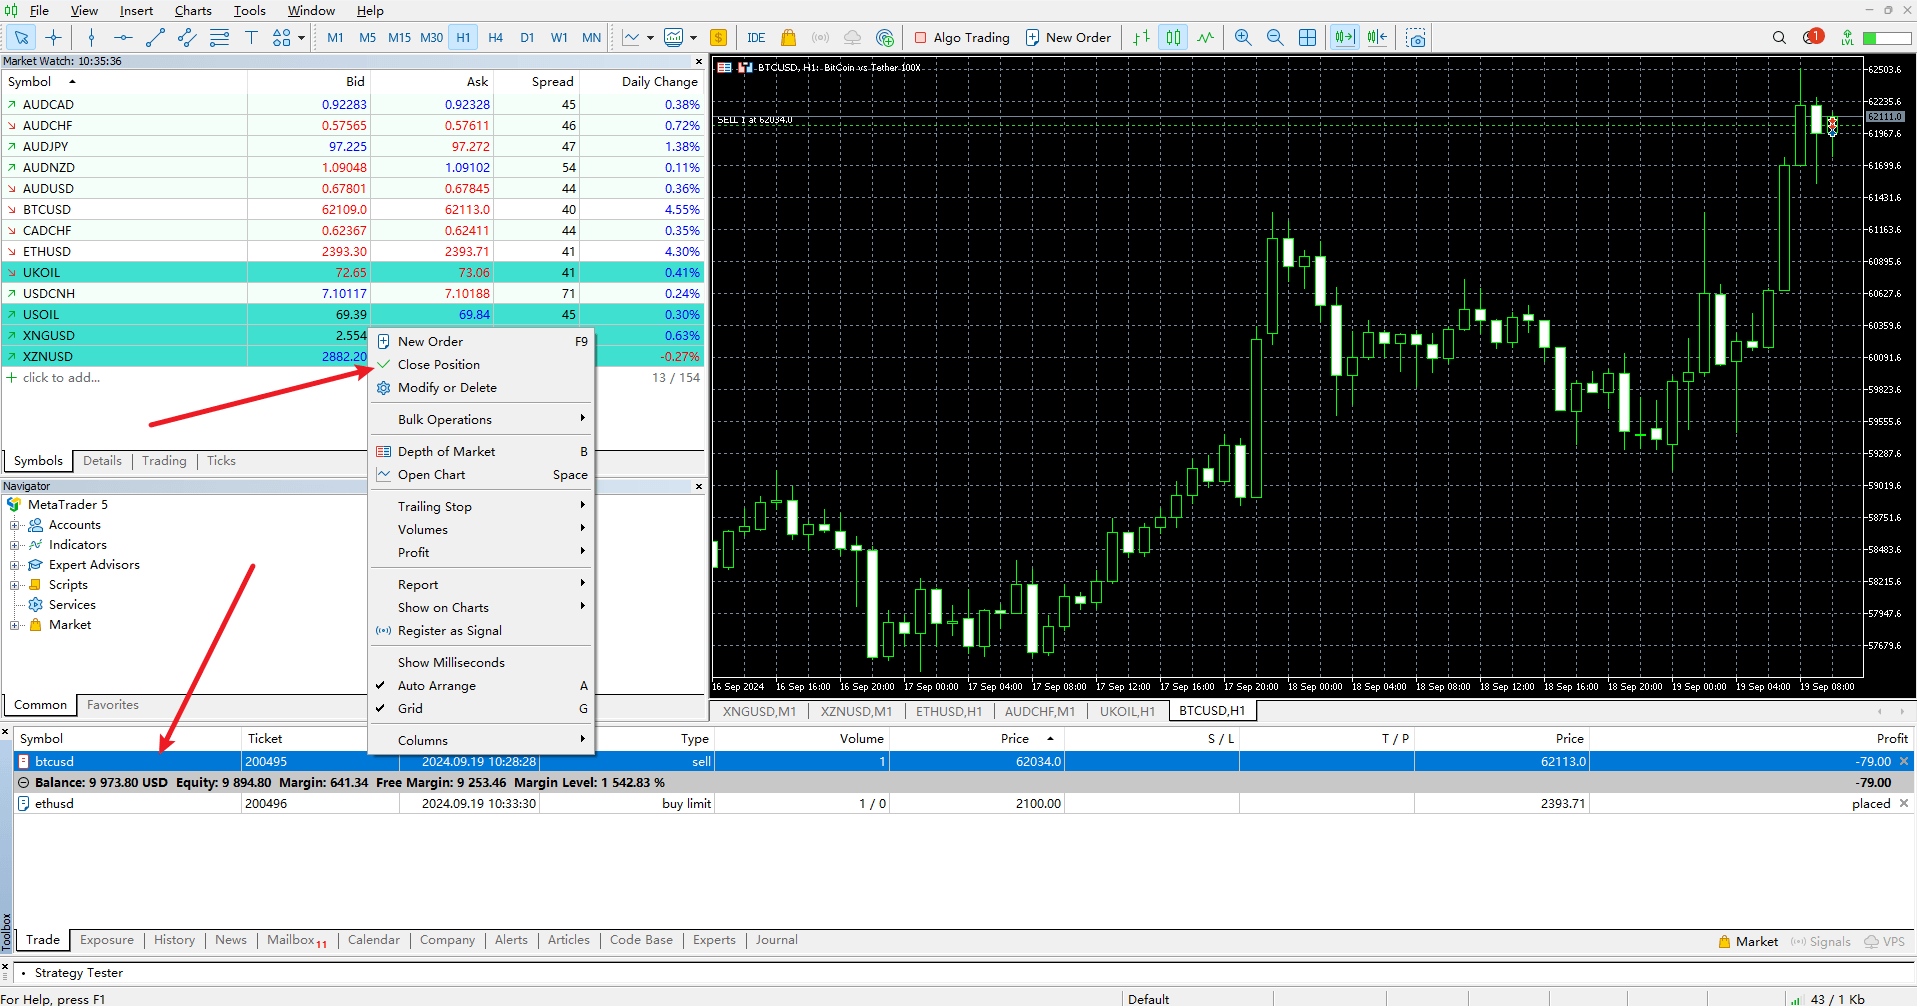 File View Insert Charts Tools Window Help
M1 M5 M15 M30 H1 H4 D1 W1 MN IDE Algo Trading New Order 1 LVL
Market Watch: 10:35:36
Symbol Bid Ask Spread Daily Change
AUDCAD 0.92283 0.92328 45 0.38%
AUDCHF 0.57565 0.57611 46 0.72%
AUDJPY 97.225 97.272 47 1.38%
AUDNZD 1.09048 1.09102 54 0.11%
AUDUSD 0.67801 0.67845 44 0.36%
BTCUSD 62109.0 62113.0 40 4.55%
CADCHF 0.62367 0.62411 44 0.35%
ETHUSD 2393.30 2393.71 41 4.30%
UKOIL 72.65 73.06 41 0.41%
USDCNH 7.10117 7.10188 71 0.24%
USOIL 69.39 69.84 45 0.30%
XNGUSD 2.554 0.63%
XZNUSD 2882.20 -0.27%
click to add... 13 / 154
Symbols Details Trading Ticks
Navigator
MetaTrader 5
Accounts
Indicators
Expert Advisors
Scripts
Services
Market
Common Favorites
New Order F9
Close Position
Modify or Delete
Bulk Operations
Depth of Market B
Open Chart Space
Trailing Stop
Volumes
Profit
Report
Show on Charts
Register as Signal
Show Milliseconds
Auto Arrange A
Grid G
Columns
BTCUSD, H1: BitCoin vs Tether 100X
SELL 1 at 62034.0
62503.6
62235.6
62111.0
61967.6
61699.6
61431.6
61163.6
60895.6
60627.6
60359.6
60091.6
59823.6
59555.6
59287.6
59019.6
58751.6
58483.6
58215.6
57947.6
57679.6
16 Sep 2024 16 Sep 16:00 16 Sep 20:00 17 Sep 00:00 17 Sep 04:00 17 Sep 08:00 17 Sep 12:00 17 Sep 16:00 17 Sep 20:00 18 Sep 00:00 18 Sep 04:00 18 Sep 08:00 18 Sep 12:00 18 Sep 16:00 18 Sep 20:00 19 Sep 00:00 19 Sep 04:00 19 Sep 08:00
XNGUSD,M1 XZNUSD,M1 ETHUSD,H1 AUDCHF,M1 UKOIL,H1 BTCUSD,H1
Symbol Ticket Type Volume Price S / L T / P Price Profit
btcusd 200495 2024.09.19 10:28:28 sell 1 62034.0 62113.0 -79.00
Balance: 9 973.80 USD Equity: 9 894.80 Margin: 641.34 Free Margin: 9 253.46 Margin Level: 1 542.83 % -79.00
ethusd 200496 2024.09.19 10:33:30 buy limit 1 / 0 2100.00 2393.71 placed
Toolbox
Trade Exposure History News Mailbox 11 Calendar Company Alerts Articles Code Base Experts Journal Market Signals VPS
Strategy Tester
For Help, press F1 Default 43 / 1 Kb